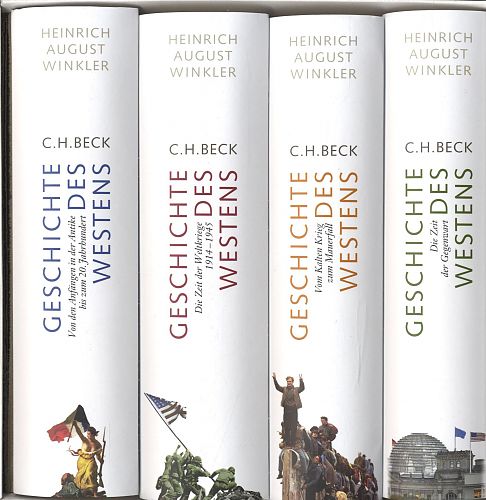 HEINRICH
AUGUST
WINKLER
C.H.BECK
GESCHICHTE
DES
WESTENS
Von den Anfängen in der Antike
bis zum 20. Jahrhundert
HEINRICH
AUGUST
WINKLER
C.H.BECK
GESCHICHTE
DES
WESTENS
Die Zeit der Weltkriege
1914–1945
HEINRICH
AUGUST
WINKLER
C.H.BECK
GESCHICHTE
DES
WESTENS
Vom Kalten Krieg
zum Mauerfall
HEINRICH
AUGUST
WINKLER
C.H.BECK
GESCHICHTE
DES
WESTENS
Die Zeit
der Gegenwart